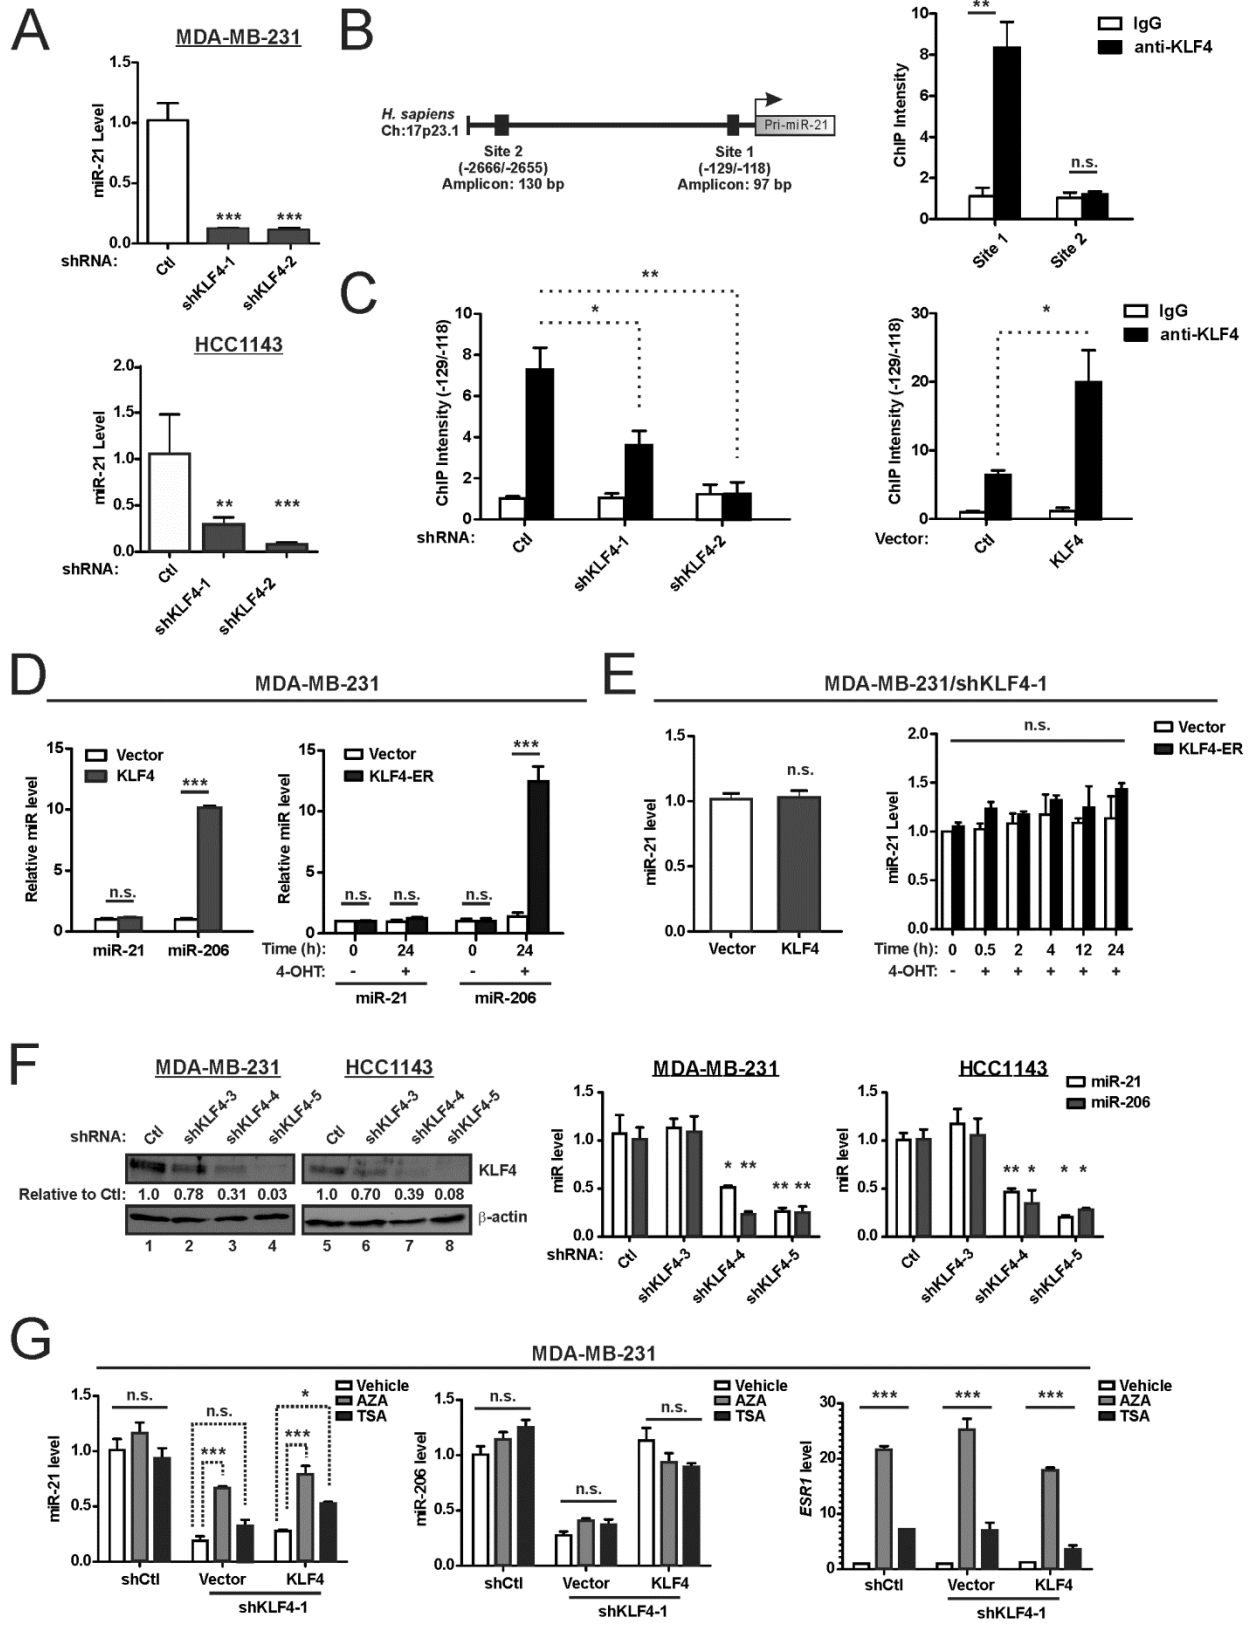 A
MDA-MB-231
miR-21 Level
1.5
1.0
0.5
0.0
*** ***
shRNA:
Ctl
shKLF4-1
shKLF4-2
HCC1143
miR-21 Level
2.0
1.5
1.0
0.5
0.0
** ***
shRNA:
Ctl
shKLF4-1
shKLF4-2
B
H. sapiens
Ch:17p23.1
Pri-miR-21
Site 2
(-2666/-2655)
Amplicon: 130 bp
Site 1
(-129/-118)
Amplicon: 97 bp
ChIP Intensity
10
8
6
4
2
0
**
n.s.
IgG
anti-KLF4
Site 1
Site 2
C
ChIP Intensity (-129/-118)
10
8
6
4
2
0
**
*
shRNA:
Ctl
shKLF4-1
shKLF4-2
ChIP Intensity (-129/-118)
30
20
10
0
*
IgG
anti-KLF4
Vector:
Ctl
KLF4
D
MDA-MB-231
Relative miR level
15
10
5
0
Vector
KLF4
***
n.s.
miR-21 miR-206
Relative miR level
15
10
5
0
Vector
KLF4-ER
***
n.s. n.s. n.s.
Time (h): 0 24 0 24
4-OHT: - + - +
miR-21 miR-206
E
MDA-MB-231/shKLF4-1
miR-21 level
1.5
1.0
0.5
0.0
n.s.
Vector KLF4
miR-21 Level
2.0
1.5
1.0
0.5
0.0
n.s.
Vector
KLF4-ER
Time (h): 0 0.5 2 4 12 24
4-OHT: - + + + + +
F
MDA-MB-231 HCC1143
shRNA: Ctl shKLF4-3 shKLF4-4 shKLF4-5 Ctl shKLF4-3 shKLF4-4 shKLF4-5
KLF4
Relative to Ctl: 1.0 0.78 0.31 0.03 1.0 0.70 0.39 0.08
β-actin
1 2 3 4 5 6 7 8
MDA-MB-231
miR level
1.5
1.0
0.5
0.0
* ** ** **
shRNA:
Ctl
shKLF4-3
shKLF4-4
shKLF4-5
HCC1143
miR level
1.5
1.0
0.5
0.0
miR-21
miR-206
** * * *
Ctl
shKLF4-3
shKLF4-4
shKLF4-5
G
MDA-MB-231
miR-21 level
1.5
1.0
0.5
0.0
Vehicle
AZA
TSA
n.s.
n.s.
***
*
***
shCtl Vector KLF4
shKLF4-1
miR-206 level
1.5
1.0
0.5
0.0
Vehicle
AZA
TSA
n.s.
n.s.
n.s.
shCtl Vector KLF4
shKLF4-1
ESR1 level
30
20
10
0
Vehicle
AZA
TSA
*** *** ***
shCtl Vector KLF4
shKLF4-1